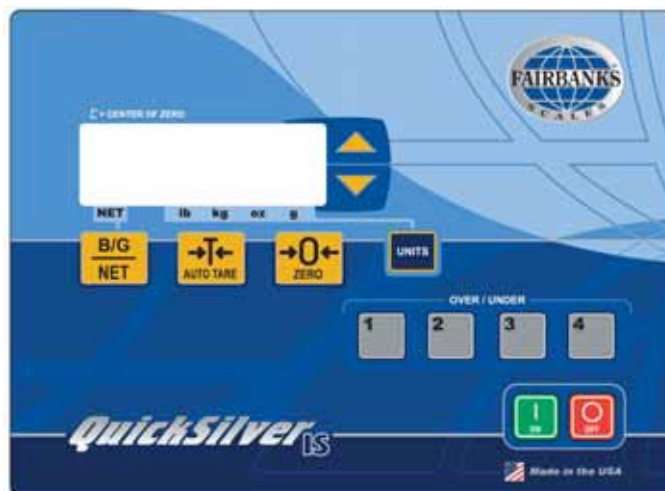 FAIRBANKS
SCALES
= CENTER OF ZERO
NET lb kg oz g
B/G
NET
T
AUTO TARE
0
ZERO
UNITS
OVER / UNDER
1 2 3 4
QuickSilver IS
I
ON
O
OFF
Made in the USA